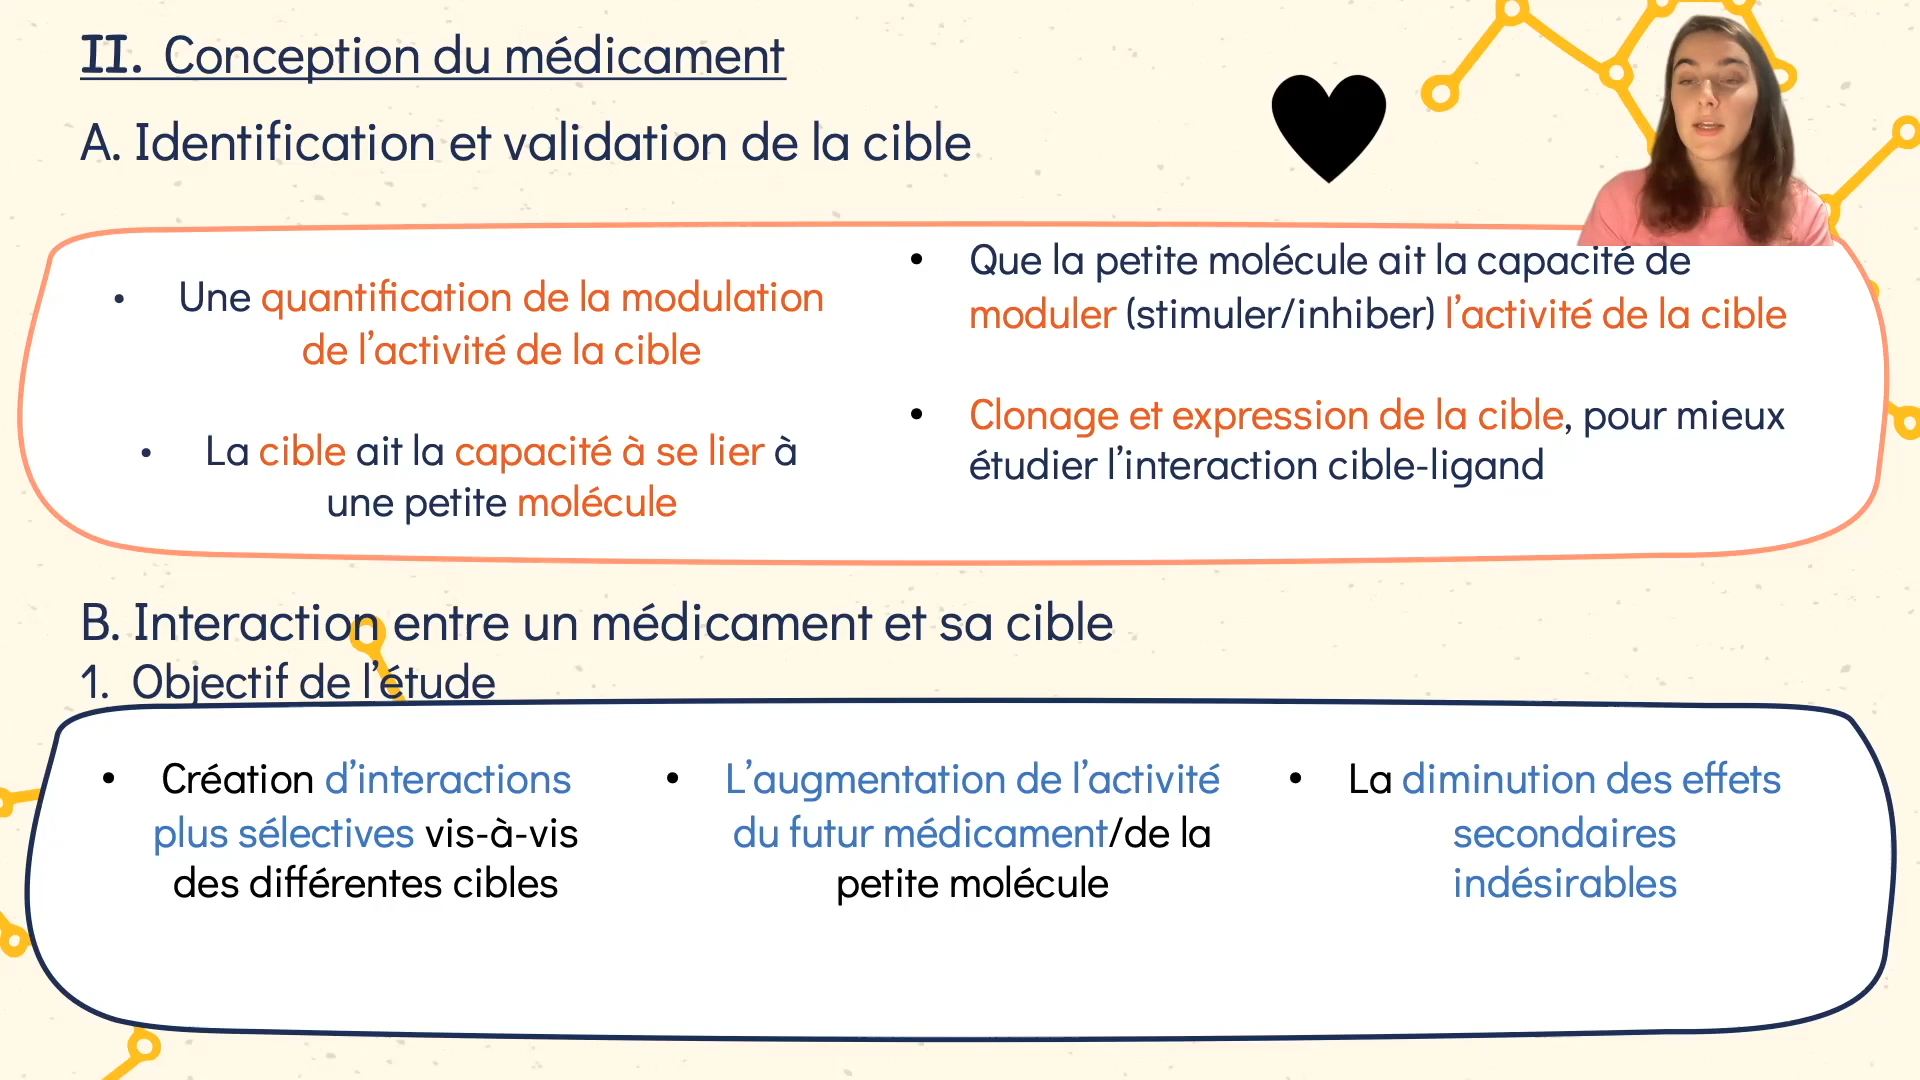 II. Conception du médicament
A. Identification et validation de la cible
• Une quantification de la modulation
de l’activité de la cible
• La cible ait la capacité à se lier à
une petite molécule
• Que la petite molécule ait la capacité de
moduler (stimuler/inhiber) l’activité de la cible
• Clonage et expression de la cible, pour mieux
étudier l’interaction cible-ligand
B. Interaction entre un médicament et sa cible
1. Objectif de l’étude
• Création d’interactions
plus sélectives vis-à-vis
des différentes cibles
• L’augmentation de l’activité
du futur médicament/de la
petite molécule
• La diminution des effets
secondaires
indésirables